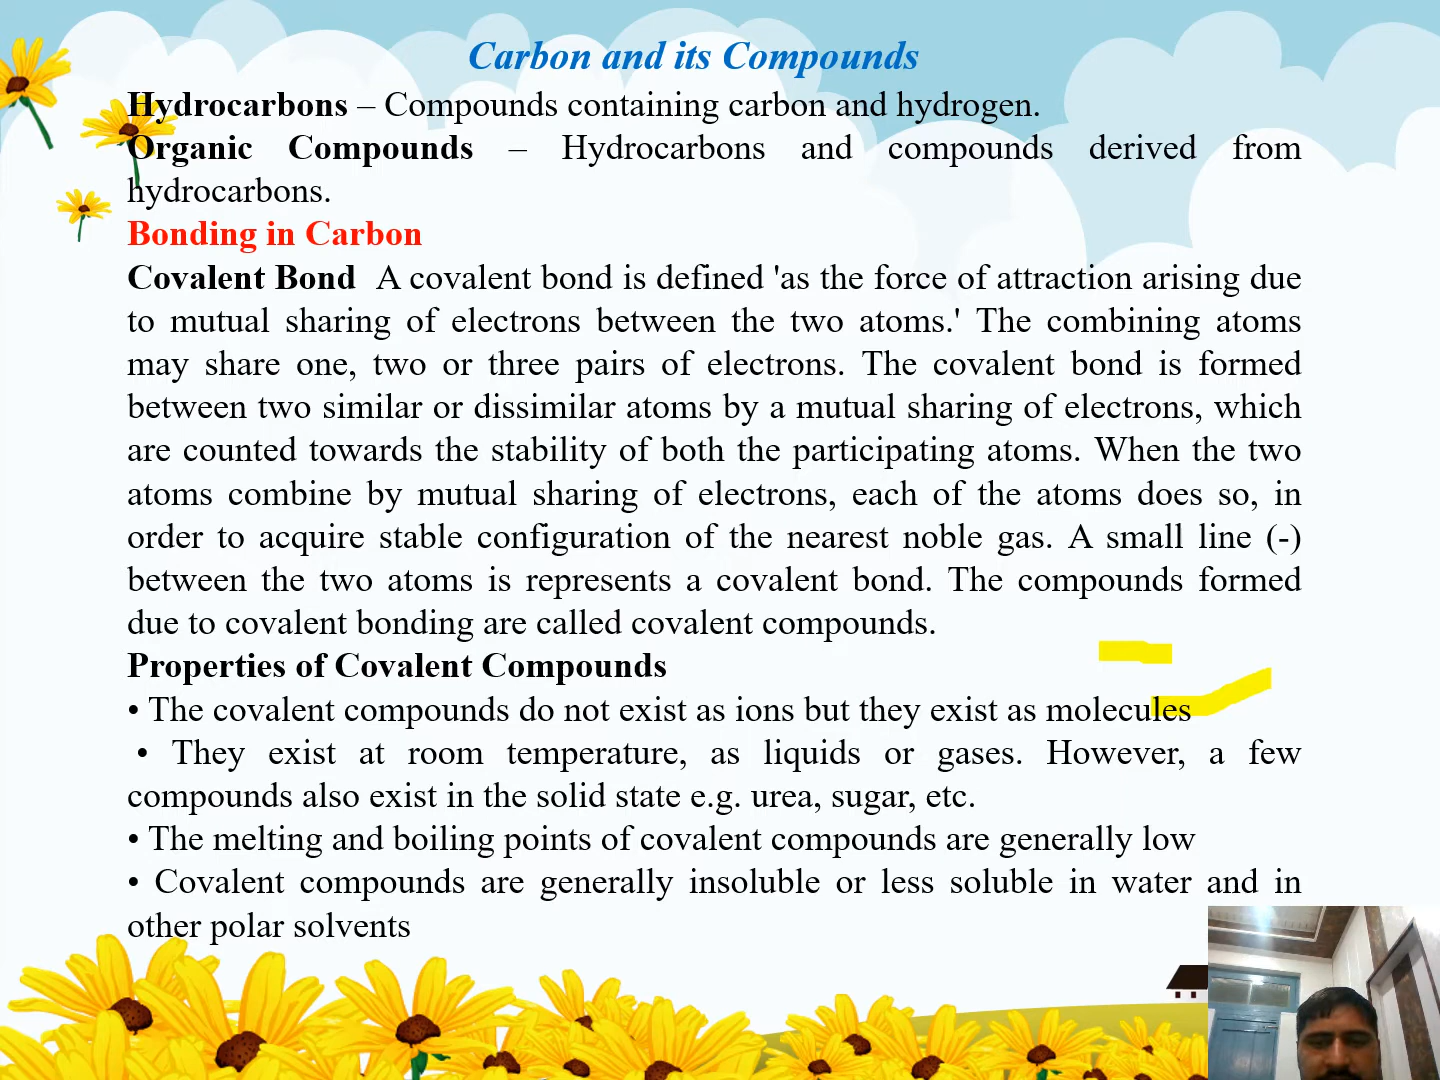 Carbon and its Compounds
Hydrocarbons – Compounds containing carbon and hydrogen.
Organic Compounds – Hydrocarbons and compounds derived from
hydrocarbons.
Bonding in Carbon
Covalent Bond A covalent bond is defined 'as the force of attraction arising due
to mutual sharing of electrons between the two atoms.' The combining atoms
may share one, two or three pairs of electrons. The covalent bond is formed
between two similar or dissimilar atoms by a mutual sharing of electrons, which
are counted towards the stability of both the participating atoms. When the two
atoms combine by mutual sharing of electrons, each of the atoms does so, in
order to acquire stable configuration of the nearest noble gas. A small line (-)
between the two atoms is represents a covalent bond. The compounds formed
due to covalent bonding are called covalent compounds.
Properties of Covalent Compounds
• The covalent compounds do not exist as ions but they exist as molecules
• They exist at room temperature, as liquids or gases. However, a few
compounds also exist in the solid state e.g. urea, sugar, etc.
• The melting and boiling points of covalent compounds are generally low
• Covalent compounds are generally insoluble or less soluble in water and in
other polar solvents